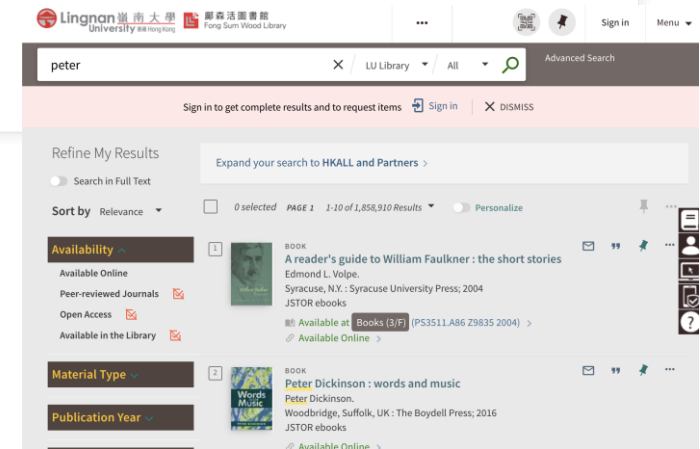 Lingnan 嶺南大學 鄺森活圖書館
University Hong Kong Fong Sum Wood Library
Sign in Menu
peter LU Library All
Advanced Search
Sign in to get complete results and to request items Sign in DISMISS
Refine My Results
Expand your search to HKALL and Partners
Search in Full Text
Sort by Relevance
0 selected PAGE 1 1-10 of 1,858,910 Results Personalize
Availability
Available Online
Peer-reviewed Journals
Open Access
Available in the Library
Material Type
Publication Year
1
BOOK
A reader's guide to William Faulkner : the short stories
Edmond L. Volpe.
Syracuse, N.Y. : Syracuse University Press; 2004
JSTOR ebooks
Available at Books (3/F) (PS3511.A86 Z9835 2004)
Available Online
2
BOOK
Peter Dickinson : words and music
Peter Dickinson.
Woodbridge, Suffolk, UK : The Boydell Press; 2016
JSTOR ebooks
Available Online
Words
Music